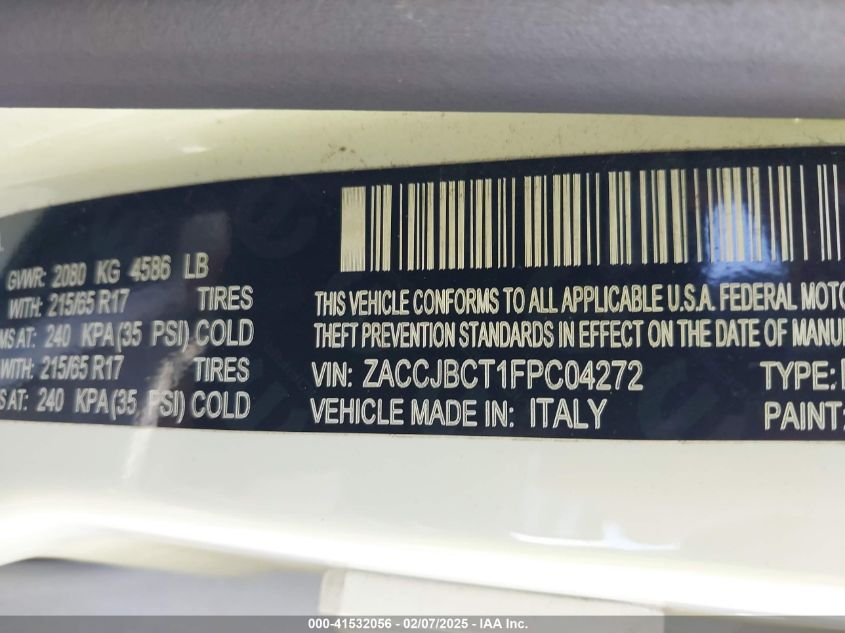 GVWR: 2080 KG 4586 LB
WITH: 215/65 R17 TIRES
MS AT: 240 KPA(35 PSI) COLD
WITH: 215/65 R17 TIRES
S AT: 240 KPA(35 PSI) COLD
THIS VEHICLE CONFORMS TO ALL APPLICABLE U.S.A. FEDERAL MOTO
THEFT PREVENTION STANDARDS IN EFFECT ON THE DATE OF MANU
VIN: ZACCJBCT1FPC04272 TYPE:
VEHICLE MADE IN: ITALY PAINT:
000-41532056 - 02/07/2025 - IAA Inc.